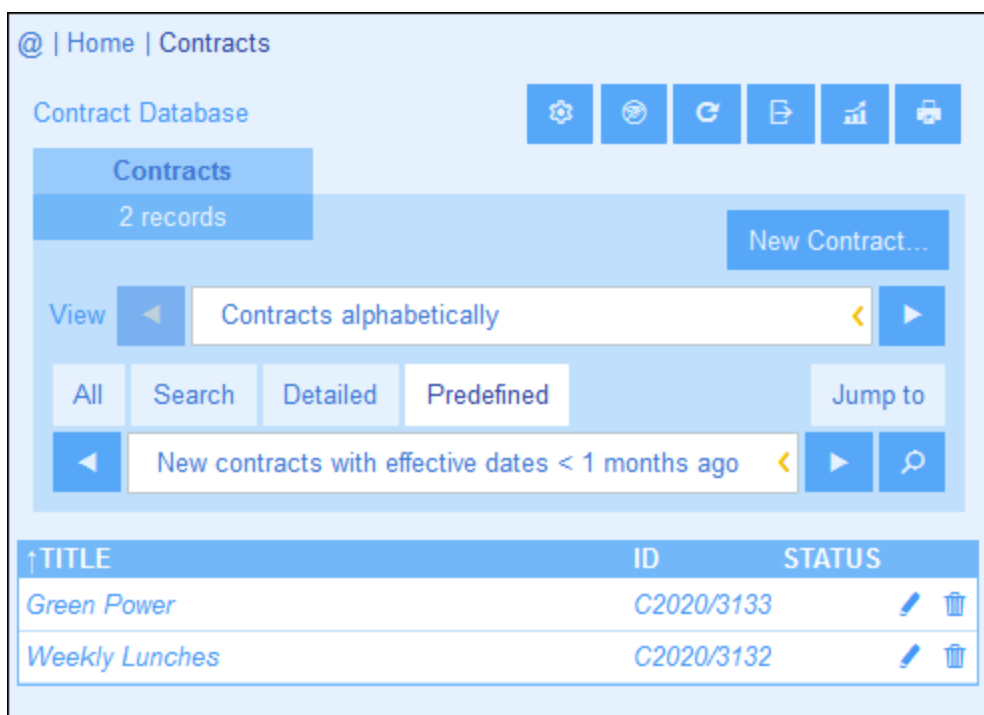 @ | Home | Contracts
Contract Database
Contracts
2 records
New Contract...
View Contracts alphabetically
All Search Detailed Predefined Jump to
New contracts with effective dates < 1 months ago
↑TITLE ID STATUS
Green Power C2020/3133
Weekly Lunches C2020/3132